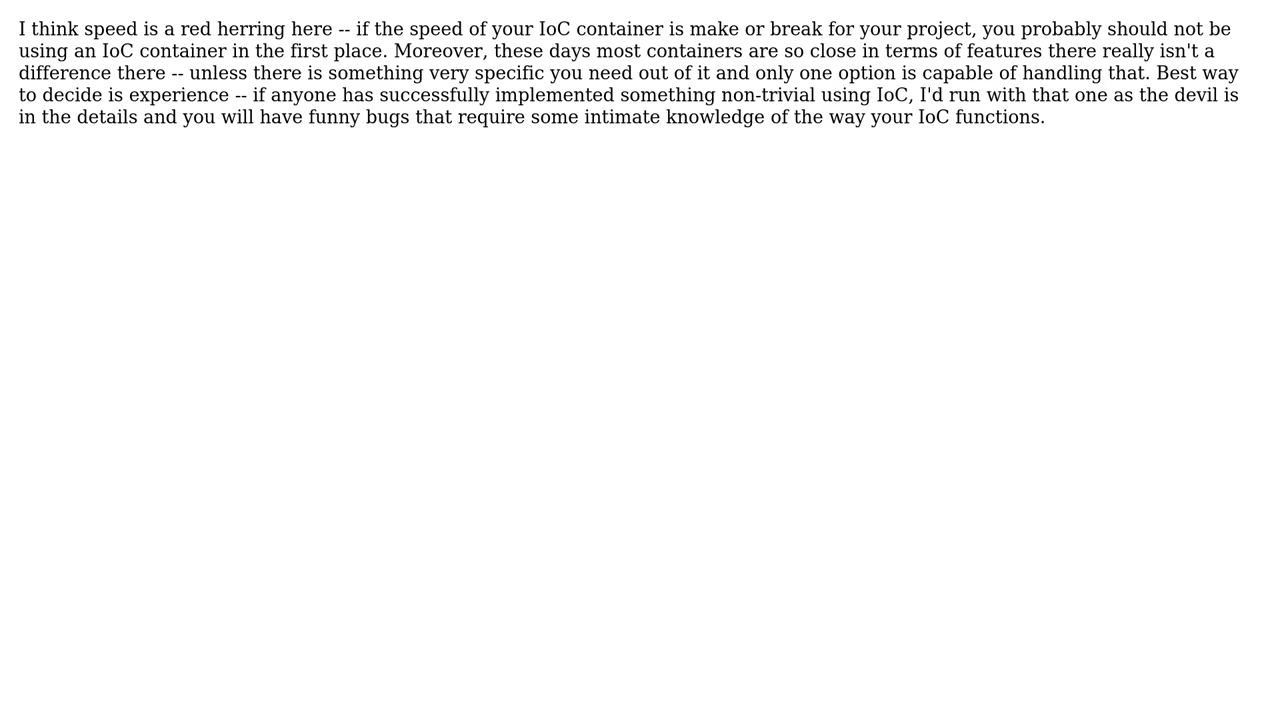 I think speed is a red herring here -- if the speed of your IoC container is make or break for your project, you probably should not be
using an IoC container in the first place. Moreover, these days most containers are so close in terms of features there really isn't a
difference there -- unless there is something very specific you need out of it and only one option is capable of handling that. Best way
to decide is experience -- if anyone has successfully implemented something non-trivial using IoC, I'd run with that one as the devil is
in the details and you will have funny bugs that require some intimate knowledge of the way your IoC functions.